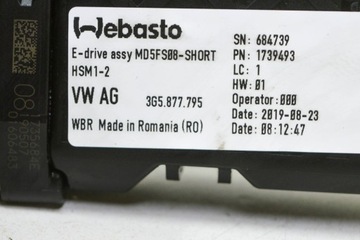 Webasto
E-drive assy MD5FS08-SHORT
HSM1-2
VW AG 3G5.877.795
WBR Made in Romania (RO)
SN: 684739
PN: 1739493
LC: 1
HW: 01
Operator: 000
Date: 2019-08-23
Date: 08:12:47